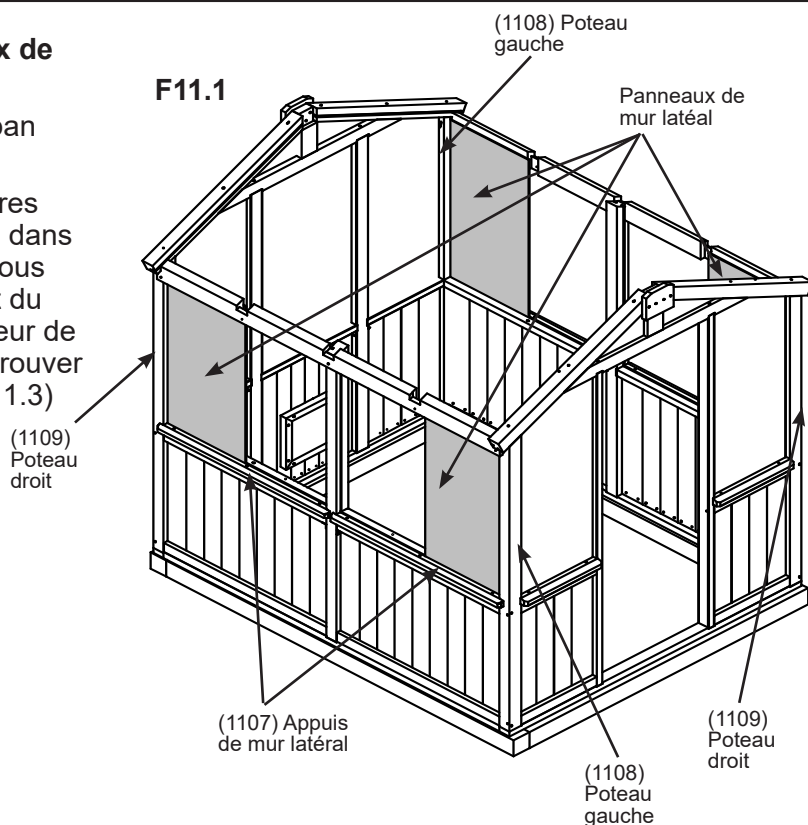 x de
F11.1
pan
res
dans
ous
t du
eur de
rouver
1.3)
(1108) Poteau
gauche
Panneaux de
mur latéal
(1109)
Poteau
droit
(1107) Appuis
de mur latéral
(1108)
Poteau
gauche
(1109)
Poteau
droit